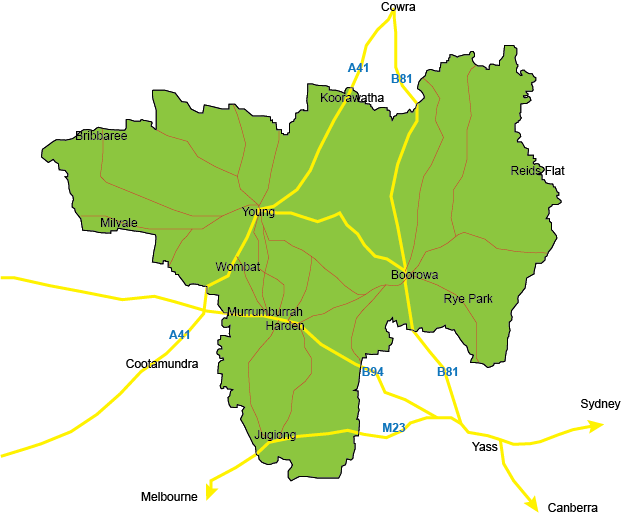 Cowra
A41
B81
Koorawatha
Bribbaree
Reids Flat
Young
Milvale
Wombat
Boorowa
Rye Park
Murrumburrah
Harden
A41
Cootamundra
B94
B81
Sydney
M23
Jugiong
Yass
Melbourne
Canberra